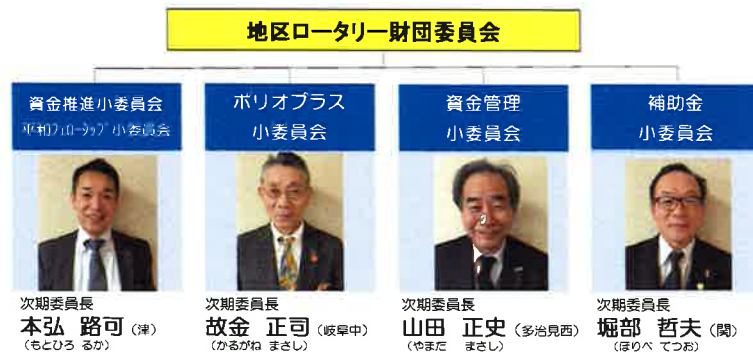 地区ロータリー財団委員会
資金推進小委員会
平和フェローシップ小委員会
ポリオプラス
小委員会
資金管理
小委員会
補助金
小委員会
次期委員長
本弘 路可（津）
（もとひろ るか）
次期委員長
故金 正司（岐阜中）
（かるがね まさし）
次期委員長
山田 正史（多治見西）
（やまだ まさし）
次期委員長
堀部 哲夫（関）
（ほりべ てつお）